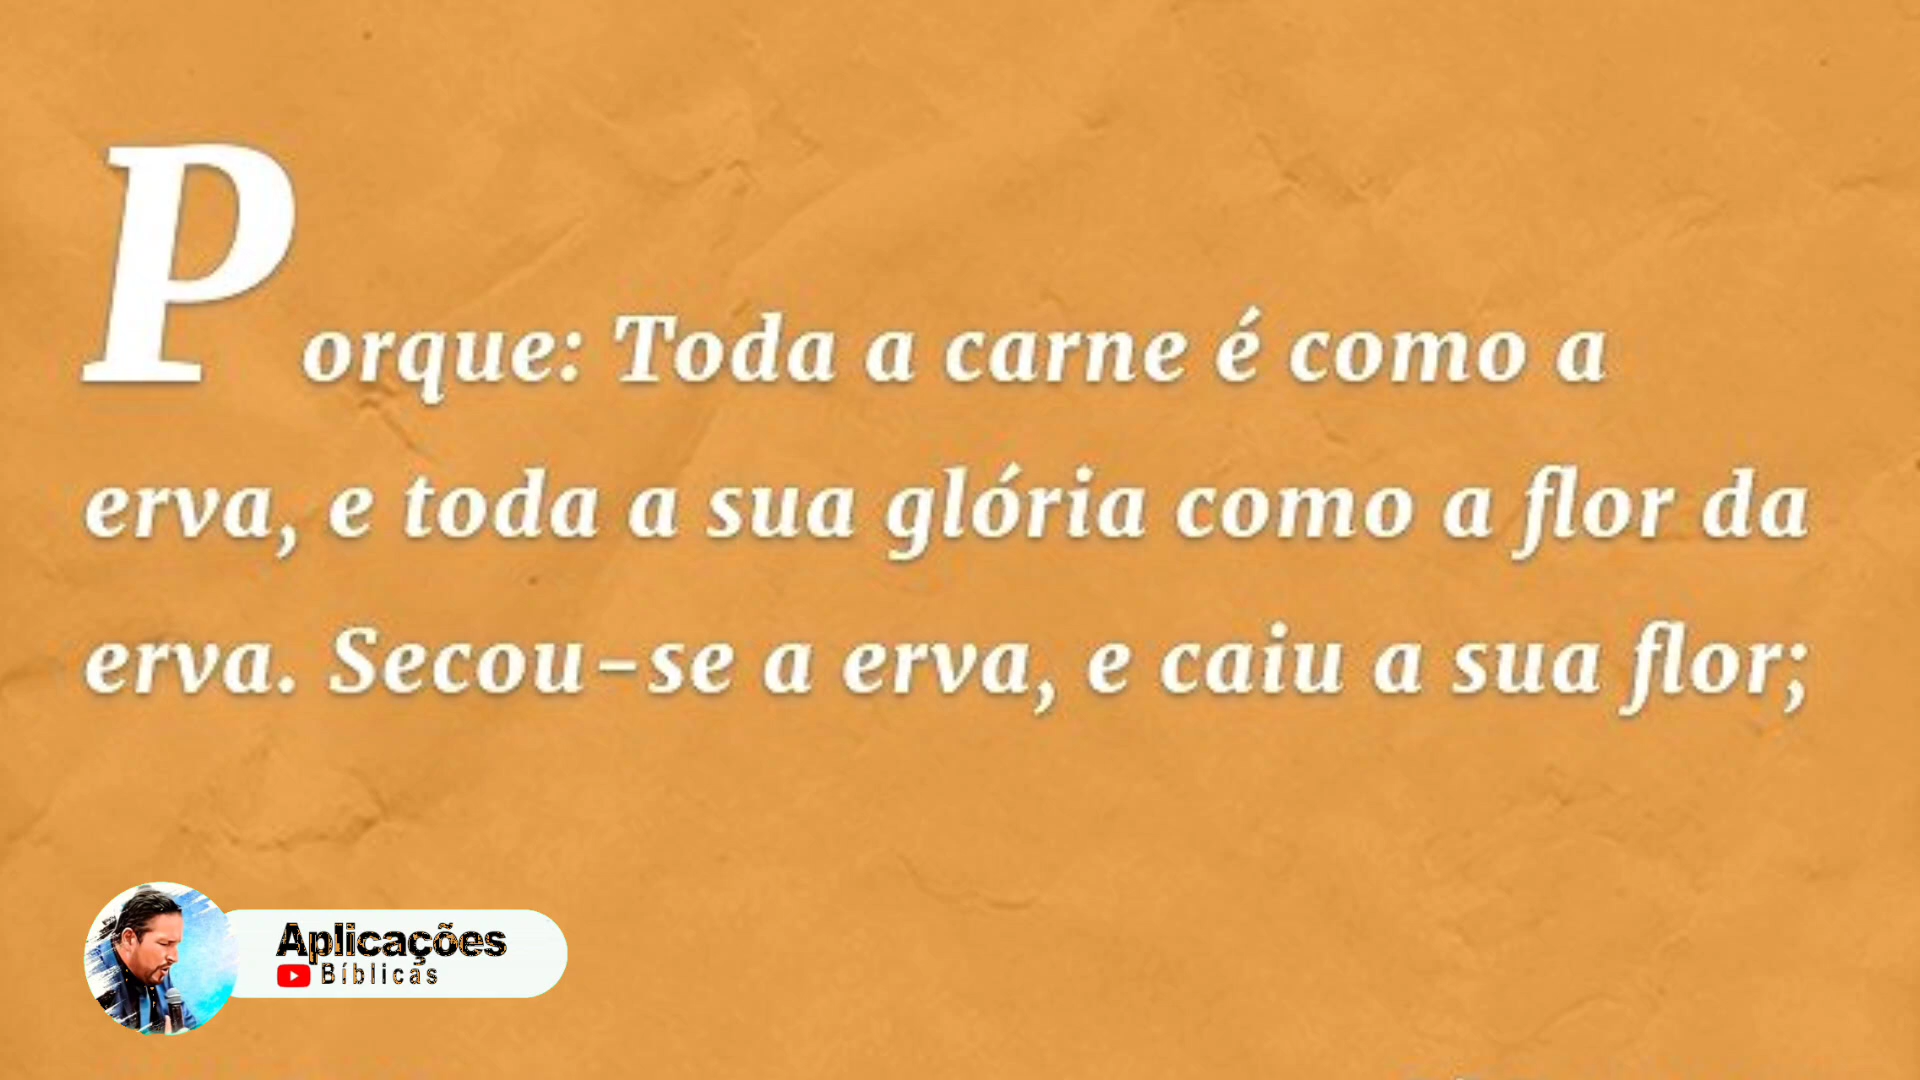 Porque: Toda a carne é como a
erva, e toda a sua glória como a flor da
erva. Secou-se a erva, e caiu a sua flor;
Aplicações
Bíblicas